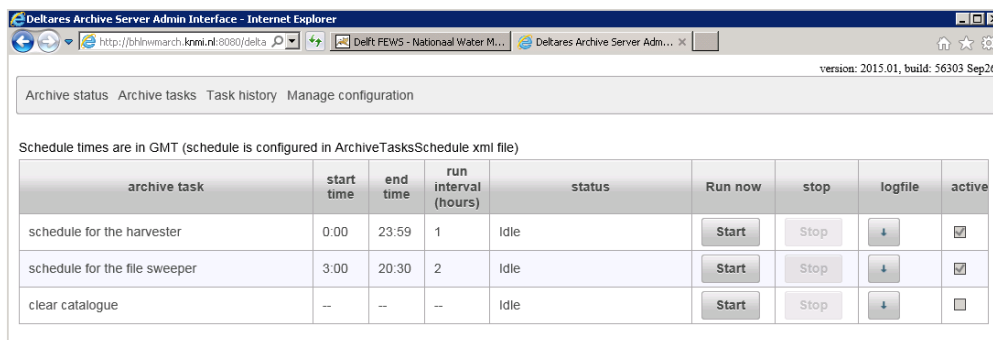 Deltares Archive Server Admin Interface - Internet Explorer
http://bhlnwmarch.knmi.nl:8080/delta Delft FEWS - Nationaal Water M... Deltares Archive Server Adm...
version: 2015.01, build: 56303 Sep26
Archive status Archive tasks Task history Manage configuration
Schedule times are in GMT (schedule is configured in ArchiveTasksSchedule xml file)
archive task start time end time run interval (hours) status Run now stop logfile active
schedule for the harvester 0:00 23:59 1 Idle Start Stop
schedule for the file sweeper 3:00 20:30 2 Idle Start Stop
clear catalogue -- -- -- Idle Start Stop